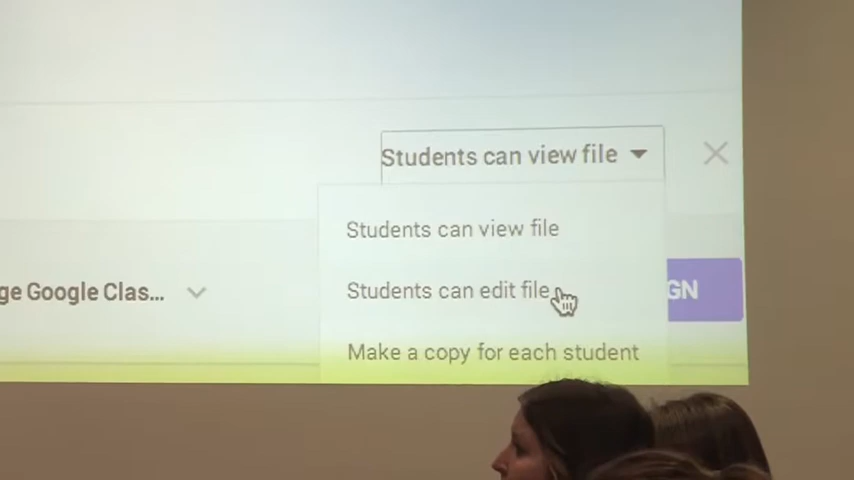 Students can view file
Students can view file
ge Google Clas...
Students can edit file
GN
Make a copy for each student